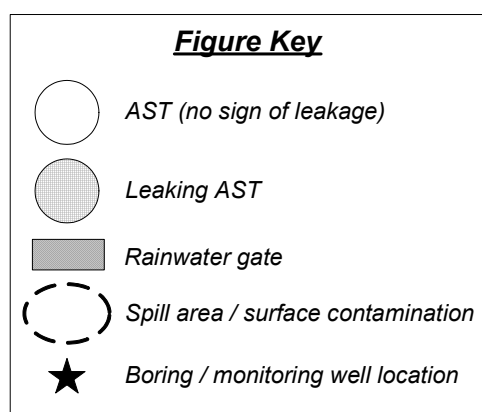 Figure Key
AST (no sign of leakage)
Leaking AST
Rainwater gate
Spill area / surface contamination
Boring / monitoring well location